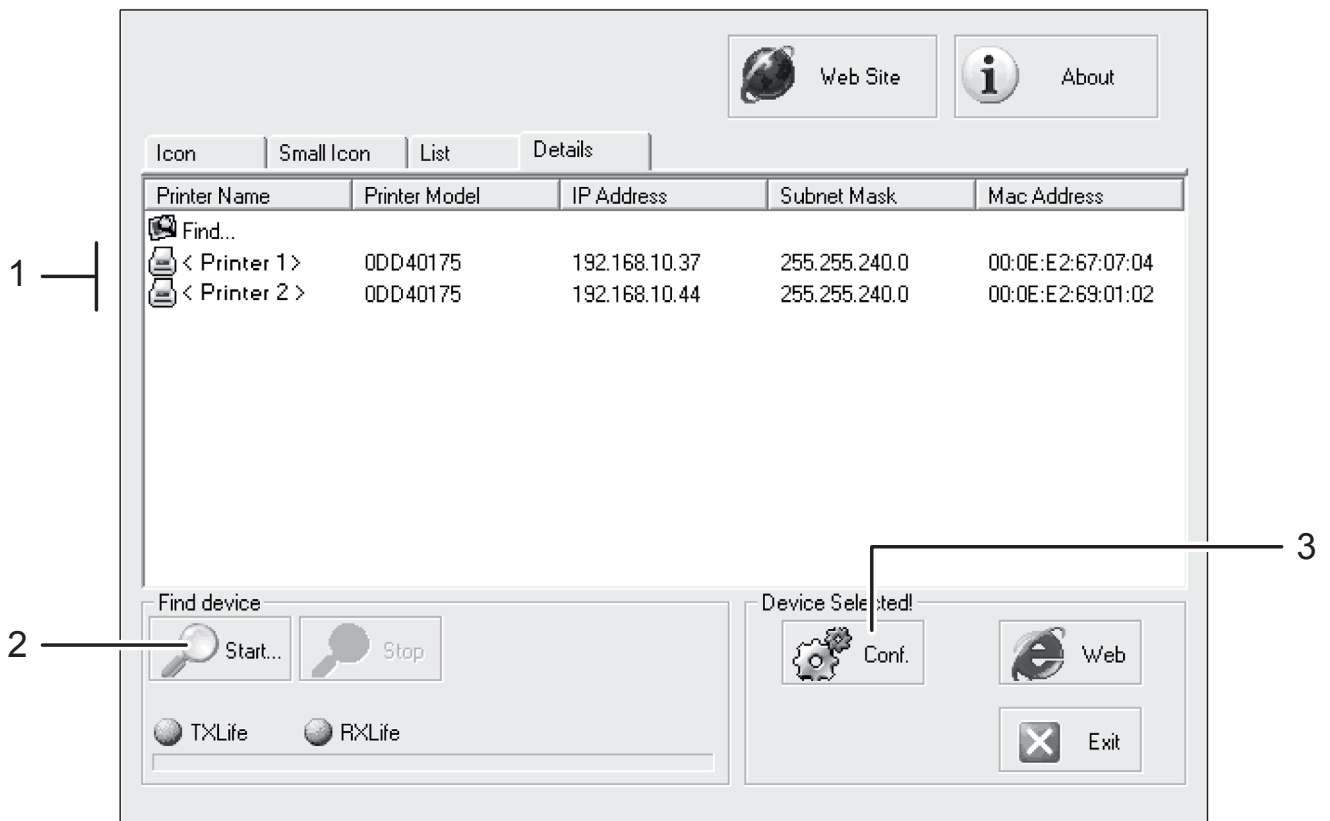 Web Site About
Icon Small Icon List Details
Printer Name Printer Model IP Address Subnet Mask Mac Address
Find...
1
< Printer 1 > 0DD40175 192.168.10.37 255.255.240.0 00:0E:E2:67:07:04
< Printer 2 > 0DD40175 192.168.10.44 255.255.240.0 00:0E:E2:69:01:02
3
Find device Device Selected!
2 Start... Stop Conf. Web
TXLife RXLife Exit